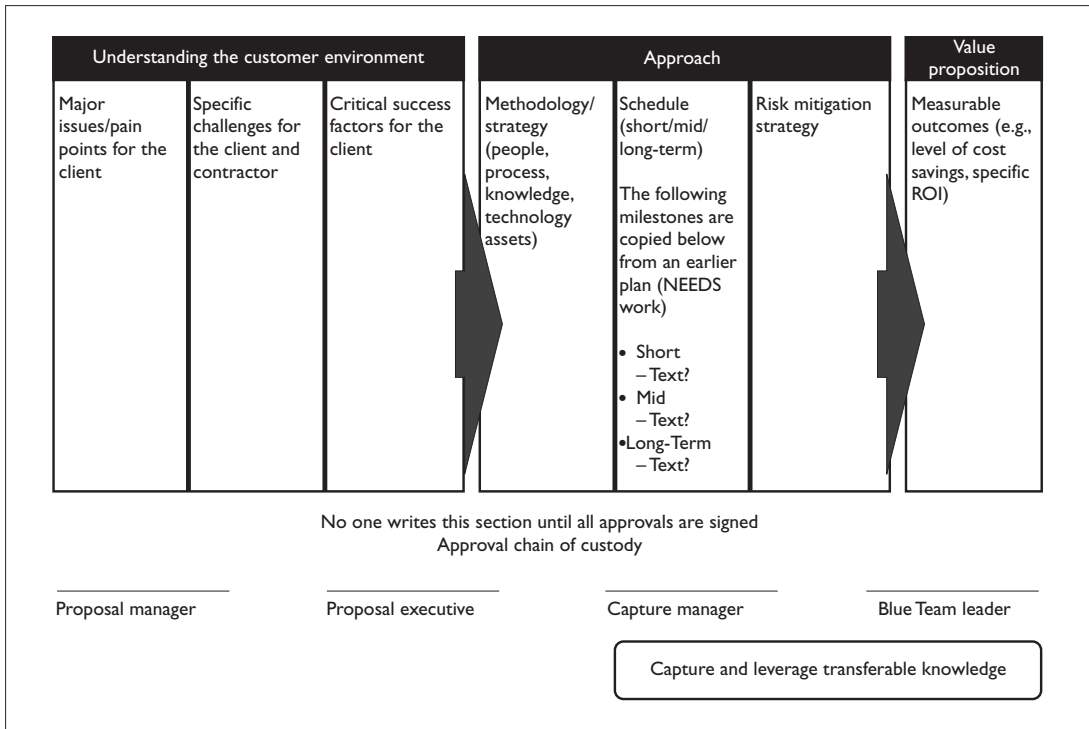 Understanding the customer environment
Approach
Value
proposition
Major
issues/pain
points for the
client
Specific
challenges for
the client and
contractor
Critical success
factors for the
client
Methodology/
strategy
(people,
process,
knowledge,
technology
assets)
Schedule
(short/mid/
long-term)
The following
milestones are
copied below
from an earlier
plan (NEEDS
work)
• Short
– Text?
• Mid
– Text?
•Long-Term
– Text?
Risk mitigation
strategy
Measurable
outcomes (e.g.,
level of cost
savings, specific
ROI)
No one writes this section until all approvals are signed
Approval chain of custody
Proposal manager
Proposal executive
Capture manager
Blue Team leader
Capture and leverage transferable knowledge